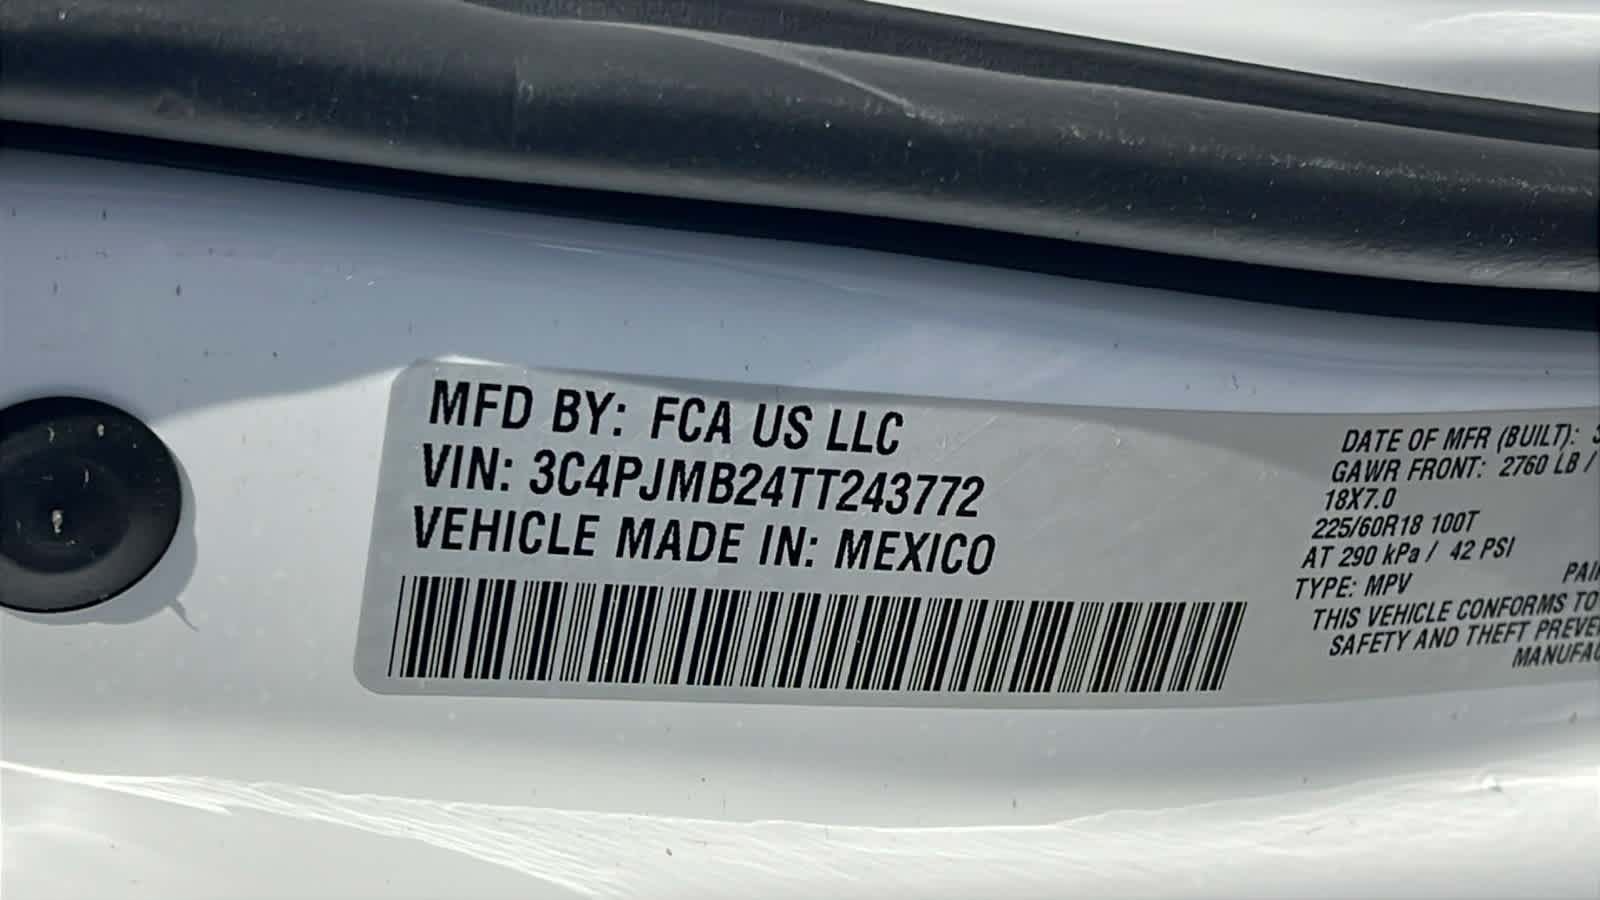 MFD BY: FCA US LLC
VIN: 3C4PJMB24TT243772
VEHICLE MADE IN: MEXICO
DATE OF MFR (BUILT):
GAWR FRONT: 2760 LB /
18X7.0
225/60R18 100T
AT 290 kPa / 42 PSI
TYPE: MPV
THIS VEHICLE CONFORMS TO
SAFETY AND THEFT